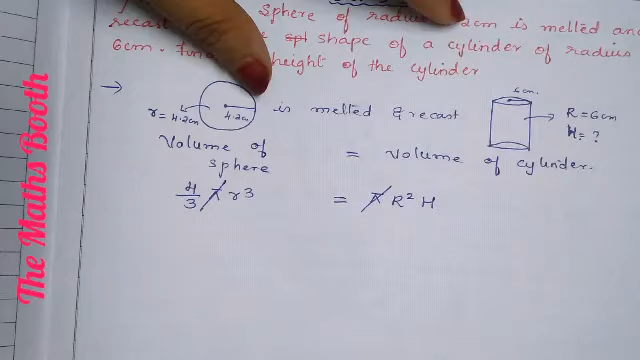 sphere of radius 2cm is melted and
recast shape of a cylinder of radius
6cm. Find height of the cylinder
→ r = 4.2cm 4.2cm is melted & recast 6cm. R = 6cm
H = ?
Volume of sphere = Volume of cylinder.
4/3 π r3 = π R² H
The Maths Booth